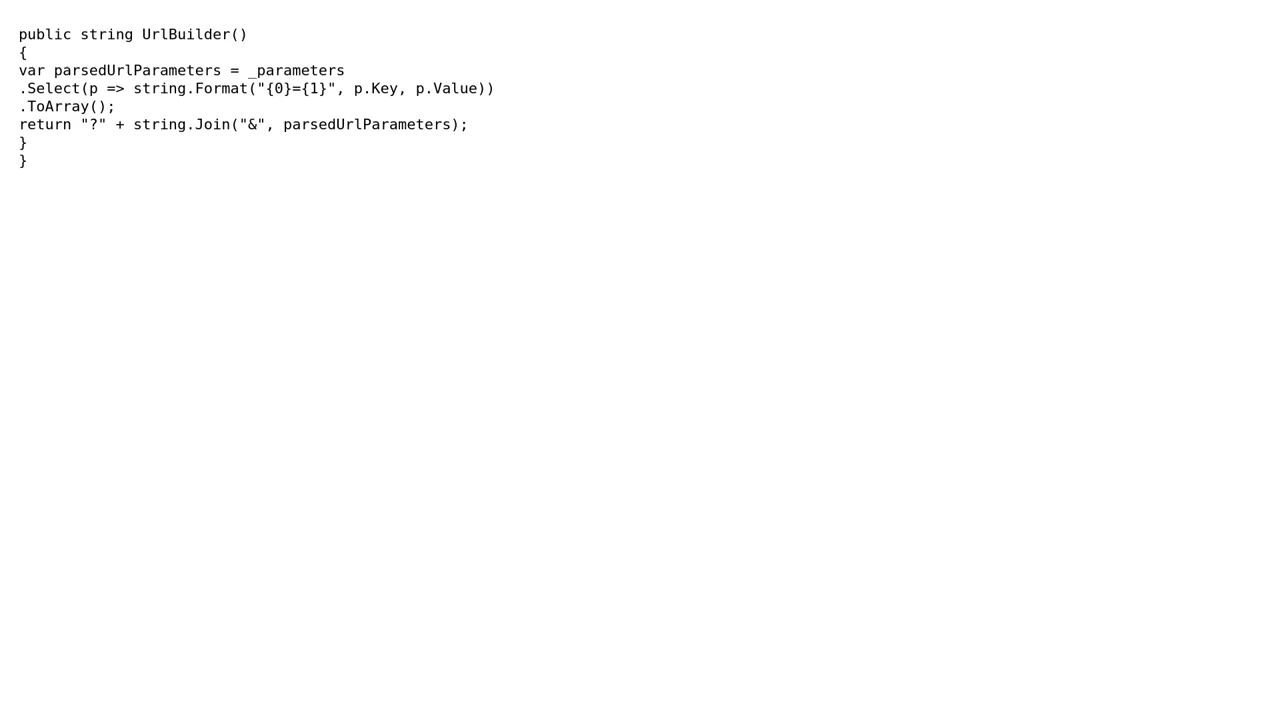 public string UrlBuilder()
{
var parsedUrlParameters = _parameters
.Select(p => string.Format("{0}={1}", p.Key, p.Value))
.ToArray();
return "?" + string.Join("&", parsedUrlParameters);
}
}